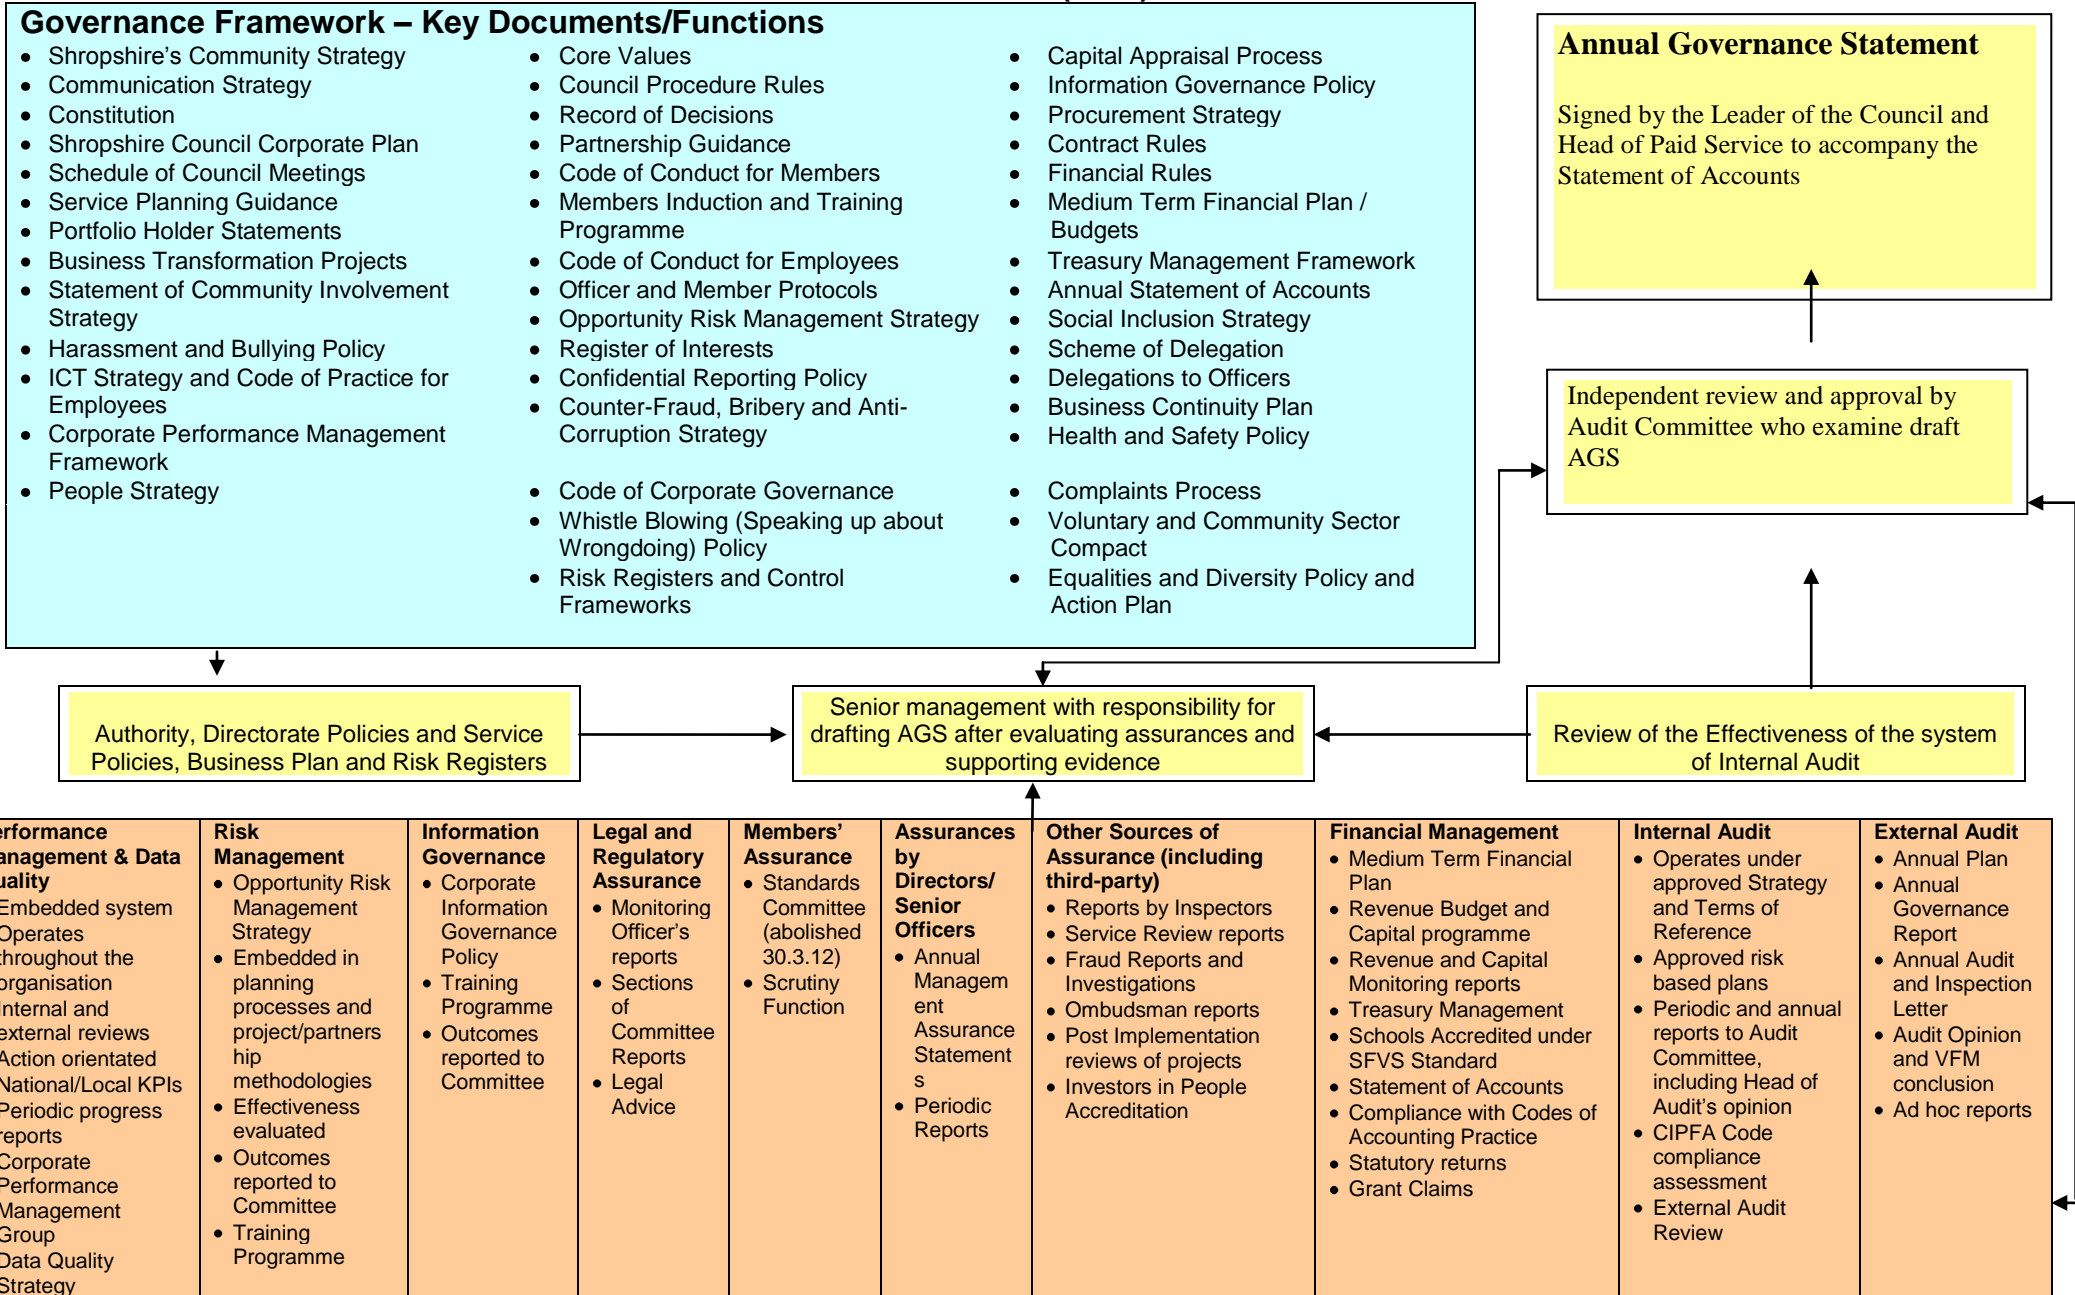 Governance Framework – Key Documents/Functions
• Shropshire's Community Strategy
• Communication Strategy
• Constitution
• Shropshire Council Corporate Plan
• Schedule of Council Meetings
• Service Planning Guidance
• Portfolio Holder Statements
• Business Transformation Projects
• Statement of Community Involvement
Strategy
• Harassment and Bullying Policy
• ICT Strategy and Code of Practice for
Employees
• Corporate Performance Management
Framework
• People Strategy
• Core Values
• Council Procedure Rules
• Record of Decisions
• Partnership Guidance
• Code of Conduct for Members
• Members Induction and Training
Programme
• Code of Conduct for Employees
• Officer and Member Protocols
• Opportunity Risk Management Strategy
• Register of Interests
• Confidential Reporting Policy
• Counter-Fraud, Bribery and Anti-
Corruption Strategy
• Code of Corporate Governance
• Whistle Blowing (Speaking up about
Wrongdoing) Policy
• Risk Registers and Control
Frameworks
• Capital Appraisal Process
• Information Governance Policy
• Procurement Strategy
• Contract Rules
• Financial Rules
• Medium Term Financial Plan /
Budgets
• Treasury Management Framework
• Annual Statement of Accounts
• Social Inclusion Strategy
• Scheme of Delegation
• Delegations to Officers
• Business Continuity Plan
• Health and Safety Policy
• Complaints Process
• Voluntary and Community Sector
Compact
• Equalities and Diversity Policy and
Action Plan
Annual Governance Statement
Signed by the Leader of the Council and
Head of Paid Service to accompany the
Statement of Accounts
Independent review and approval by
Audit Committee who examine draft
AGS
Authority, Directorate Policies and Service
Policies, Business Plan and Risk Registers
Senior management with responsibility for
drafting AGS after evaluating assurances and
supporting evidence
Review of the Effectiveness of the system
of Internal Audit
erformance
anagement & Data
uality
Embedded system
Operates
throughout the
organisation
Internal and
external reviews
Action orientated
National/Local KPIs
Periodic progress
reports
Corporate
Performance
Management
Group
Data Quality
Strategy
Risk
Management
• Opportunity Risk
Management
Strategy
• Embedded in
planning
processes and
project/partners
hip
methodologies
• Effectiveness
evaluated
• Outcomes
reported to
Committee
• Training
Programme
Information
Governance
• Corporate
Information
Governance
Policy
• Training
Programme
• Outcomes
reported to
Committee
Legal and
Regulatory
Assurance
• Monitoring
Officer's
reports
• Sections
of
Committee
Reports
• Legal
Advice
Members'
Assurance
• Standards
Committee
(abolished
30.3.12)
• Scrutiny
Function
Assurances
by
Directors/
Senior
Officers
• Annual
Managem
ent
Assurance
Statement
s
• Periodic
Reports
Other Sources of
Assurance (including
third-party)
• Reports by Inspectors
• Service Review reports
• Fraud Reports and
Investigations
• Ombudsman reports
• Post Implementation
reviews of projects
• Investors in People
Accreditation
Financial Management
• Medium Term Financial
Plan
• Revenue Budget and
Capital programme
• Revenue and Capital
Monitoring reports
• Treasury Management
• Schools Accredited under
SFVS Standard
• Statement of Accounts
• Compliance with Codes of
Accounting Practice
• Statutory returns
• Grant Claims
Internal Audit
• Operates under
approved Strategy
and Terms of
Reference
• Approved risk
based plans
• Periodic and annual
reports to Audit
Committee,
including Head of
Audit's opinion
• CIPFA Code
compliance
assessment
• External Audit
Review
External Audit
• Annual Plan
• Annual
Governance
Report
• Annual Audit
and Inspection
Letter
• Audit Opinion
and VFM
conclusion
• Ad hoc reports